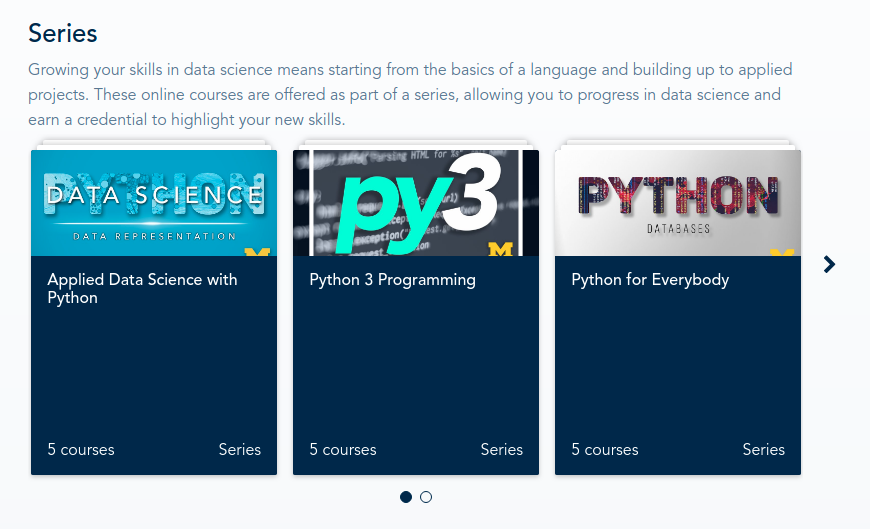 Series
Growing your skills in data science means starting from the basics of a language and building up to applied
projects. These online courses are offered as part of a series, allowing you to progress in data science and
earn a credential to highlight your new skills.
PYTHON
DATA SCIENCE
DATA REPRESENTATION
M
Applied Data Science with
Python
5 courses Series
Parsing HTML for
py3
M
Python 3 Programming
5 courses Series
PYTHON
DATABASES
M
Python for Everybody
5 courses Series